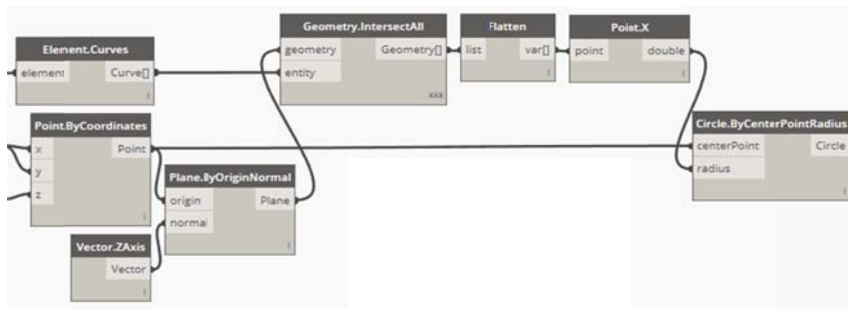 Element.Curves
element Curve[]
Geometry.IntersectAll
geometry Geometry[]
entity
xxx
Flatten
list var[]
Point.X
point double
Point.ByCoordinates
x Point
y
z
Plane.ByOriginNormal
origin Plane
normal
Vector.ZAxis
Vector
Circle.ByCenterPointRadius
centerPoint Circle
radius